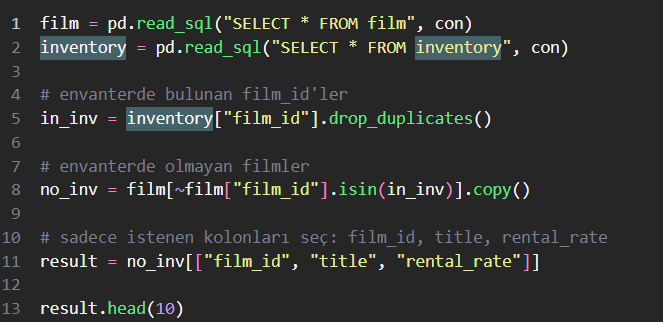 1 film = pd.read_sql("SELECT * FROM film", con)
2 inventory = pd.read_sql("SELECT * FROM inventory", con)
3
4 # envanterde bulunan film_id'ler
5 in_inv = inventory["film_id"].drop_duplicates()
6
7 # envanterde olmayan filmler
8 no_inv = film[~film["film_id"].isin(in_inv)].copy()
9
10 # sadece istenen kolonları seç: film_id, title, rental_rate
11 result = no_inv[["film_id", "title", "rental_rate"]]
12
13 result.head(10)